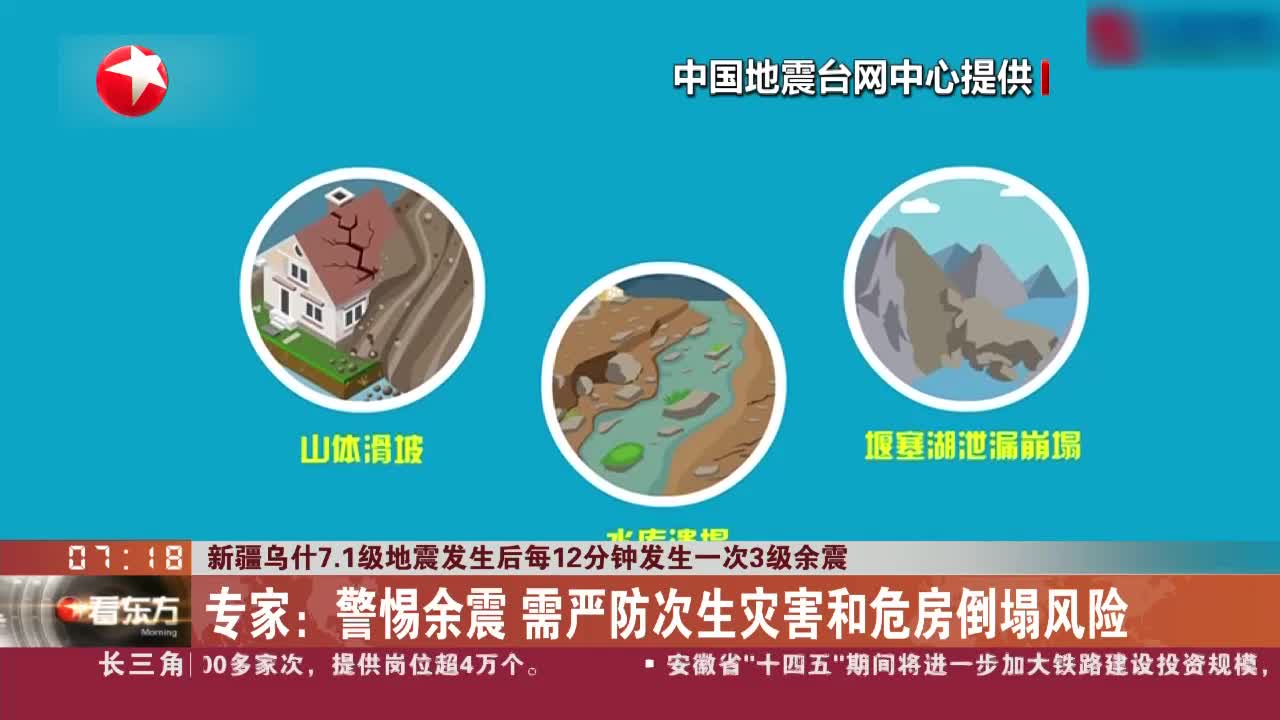 中国地震台网中心提供
山体滑坡
堰塞湖泄漏崩塌
水库溃坝
07:18
新疆乌什7.1级地震发生后每12分钟发生一次3级余震
看东方
Morning
专家：警惕余震 需严防次生灾害和危房倒塌风险
长三角
00多家次，提供岗位超4万个。
▪ 安徽省"十四五"期间将进一步加大铁路建设投资规模，